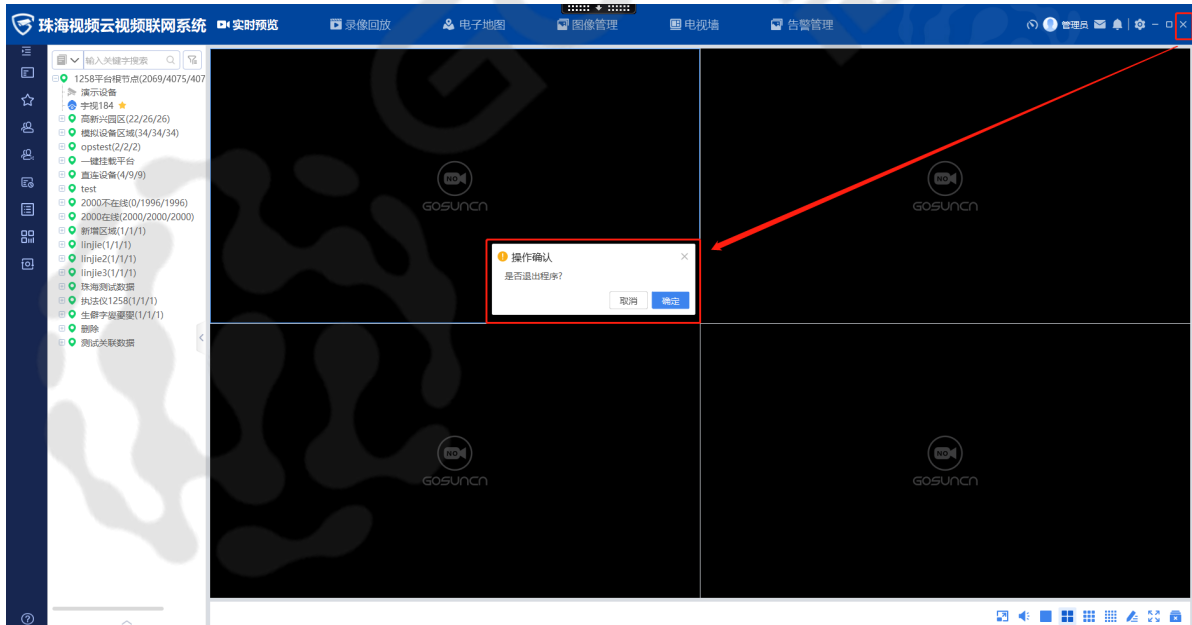 珠海视频云视频联网系统 实时预览 录像回放 电子地图 图像管理 电视墙 告警管理 管理员
输入关键字搜索
1258平台根节点(2069/4075/407
演示设备
宇视184
高新兴园区(22/26/26)
模拟设备区域(34/34/34)
opstest(2/2/2)
一键挂载平台
直连设备(4/9/9)
test
2000不在线(0/1996/1996)
2000在线(2000/2000/2000)
新增区域(1/1/1)
linjie(1/1/1)
linjie2(1/1/1)
linjie3(1/1/1)
珠海测试数据
执法仪1258(1/1/1)
删除
测试关联数据
NO
GOSUNCN
NO
GOSUNCN
操作确认
是否退出程序?
取消 确定
NO
GOSUNCN
NO
GOSUNCN